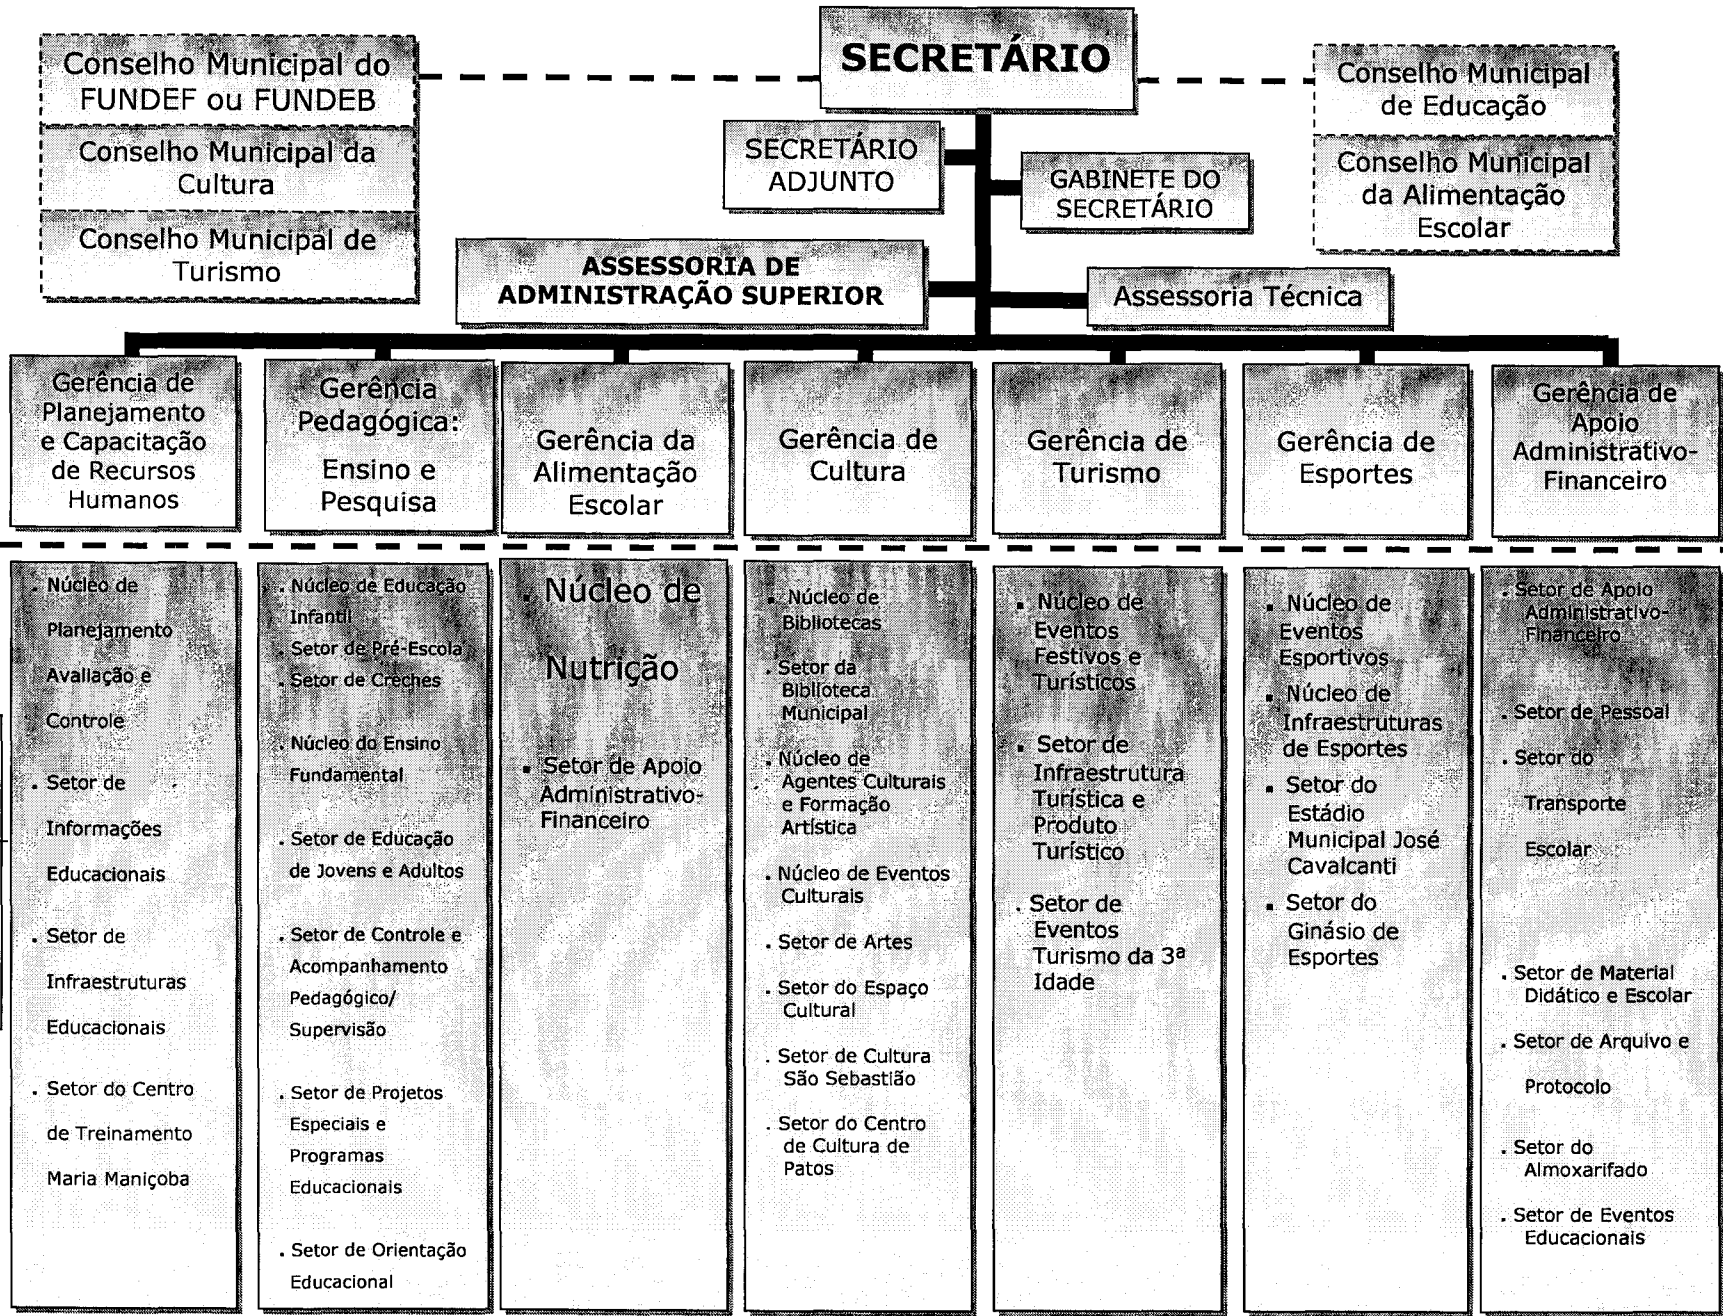 SECRETÁRIO
Conselho Municipal do
FUNDEF ou FUNDEB
Conselho Municipal da
Cultura
Conselho Municipal de
Turismo
Conselho Municipal
de Educação
Conselho Municipal
da Alimentação
Escolar
SECRETÁRIO
ADJUNTO
GABINETE DO
SECRETÁRIO
ASSESSORIA DE
ADMINISTRAÇÃO SUPERIOR
Assessoria Técnica
Gerência de
Planejamento
e Capacitação
de Recursos
Humanos
Gerência
Pedagógica:
Ensino e
Pesquisa
Gerência da
Alimentação
Escolar
Gerência de
Cultura
Gerência de
Turismo
Gerência de
Esportes
Gerência de
Apoio
Administrativo-
Financeiro
. Núcleo de
Planejamento
Avaliação e
Controle
. Setor de
Informações
Educacionais
. Setor de
Infraestruturas
Educacionais
. Setor do Centro
de Treinamento
Maria Maniçoba
. Núcleo de Educação
Infantil
. Setor de Pré-Escola
. Setor de Creches
. Núcleo do Ensino
Fundamental
. Setor de Educação
de Jovens e Adultos
. Setor de Controle e
Acompanhamento
Pedagógico/
Supervisão
. Setor de Projetos
Especiais e
Programas
Educacionais
. Setor de Orientação
Educacional
. Núcleo de
Nutrição
. Setor de Apoio
Administrativo-
Financeiro
. Núcleo de
Bibliotecas
. Setor da
Biblioteca
Municipal
. Núcleo de
Agentes Culturais
e Formação
Artística
. Núcleo de Eventos
Culturais
. Setor de Artes
. Setor do Espaço
Cultural
. Setor de Cultura
São Sebastião
. Setor do Centro
de Cultura de
Patos
. Núcleo de
Eventos
Festivos e
Turísticos
. Setor de
Infraestrutura
Turística e
Produto
Turístico
. Setor de
Eventos
Turismo da 3ª
Idade
. Núcleo de
Eventos
Esportivos
. Núcleo de
Infraestruturas
de Esportes
. Setor do
Estádio
Municipal José
Cavalcanti
. Setor do
Ginásio de
Esportes
. Setor de Apoio
Administrativo-
Financeiro
. Setor de Pessoal
. Setor do
Transporte
Escolar
. Setor de Material
Didático e Escolar
. Setor de Arquivo e
Protocolo
. Setor do
Almoxarifado
. Setor de Eventos
Educacionais